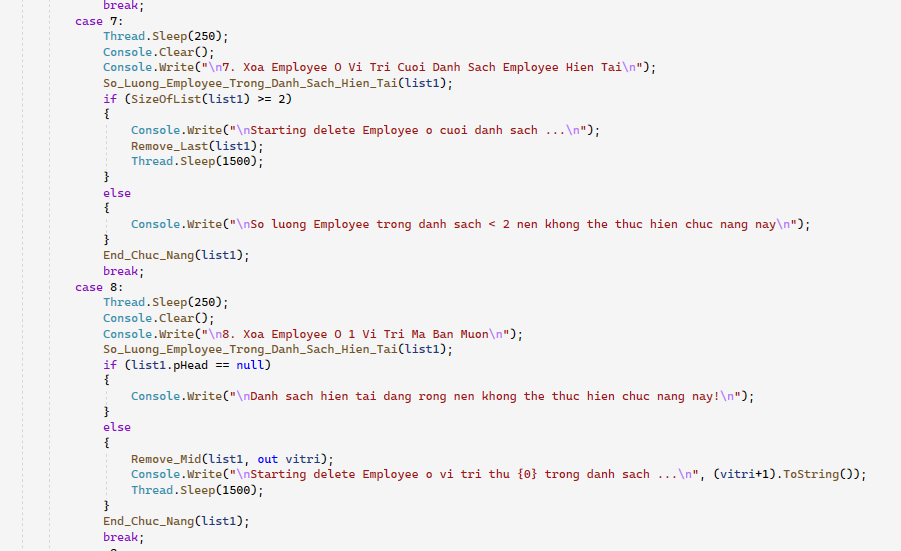 break;
case 7:
Thread.Sleep(250);
Console.Clear();
Console.Write("\n7. Xoa Employee O Vi Tri Cuoi Danh Sach Employee Hien Tai\n");
So_Luong_Employee_Trong_Danh_Sach_Hien_Tai(list1);
if (SizeOfList(list1) >= 2)
{
Console.Write("\nStarting delete Employee o cuoi danh sach ...\n");
Remove_Last(list1);
Thread.Sleep(1500);
}
else
{
Console.Write("\nSo luong Employee trong danh sach < 2 nen khong the thuc hien chuc nang nay\n");
}
End_Chuc_Nang(list1);
break;
case 8:
Thread.Sleep(250);
Console.Clear();
Console.Write("\n8. Xoa Employee O 1 Vi Tri Ma Ban Muon\n");
So_Luong_Employee_Trong_Danh_Sach_Hien_Tai(list1);
if (list1.pHead == null)
{
Console.Write("\nDanh sach hien tai dang rong nen khong the thuc hien chuc nang nay!\n");
}
else
{
Remove_Mid(list1, out vitri);
Console.Write("\nStarting delete Employee o vi tri thu {0} trong danh sach ...\n", (vitri+1).ToString());
Thread.Sleep(1500);
}
End_Chuc_Nang(list1);
break;